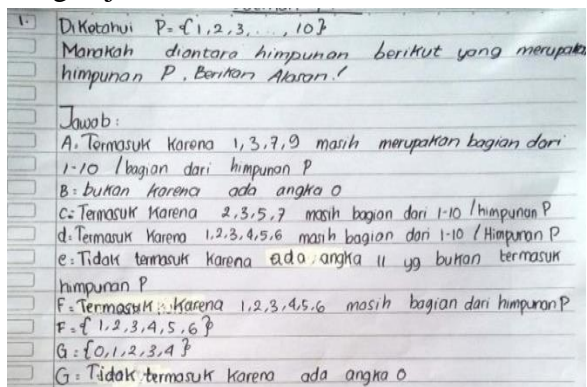 1. Diketahui P = {1, 2, 3, . . ., 10}
Manakah diantara himpunan berikut yang merupakan
himpunan P. Berikan Alasan!
Jawab :
A. Termasuk Karena 1, 3, 7, 9 masih merupakan bagian dari
1-10 / bagian dari himpunan P
B : bukan karena ada angka 0
C : Termasuk Karena 2, 3, 5, 7 masih bagian dari 1-10 / himpunan P
d. Termasuk Karena 1, 2, 3, 4, 5, 6 masih bagian dari 1-10 / Himpunan P
e : Tidak termasuk Karena ada angka 11 yg bukan termasuk
himpunan P
F = Termasuk : Karena 1, 2, 3, 4, 5. 6 masih bagian dari himpunan P
F = { 1, 2, 3, 4, 5, 6 }
G : {0, 1, 2, 3, 4 }
G : Tidak termasuk Karena ada angka 0